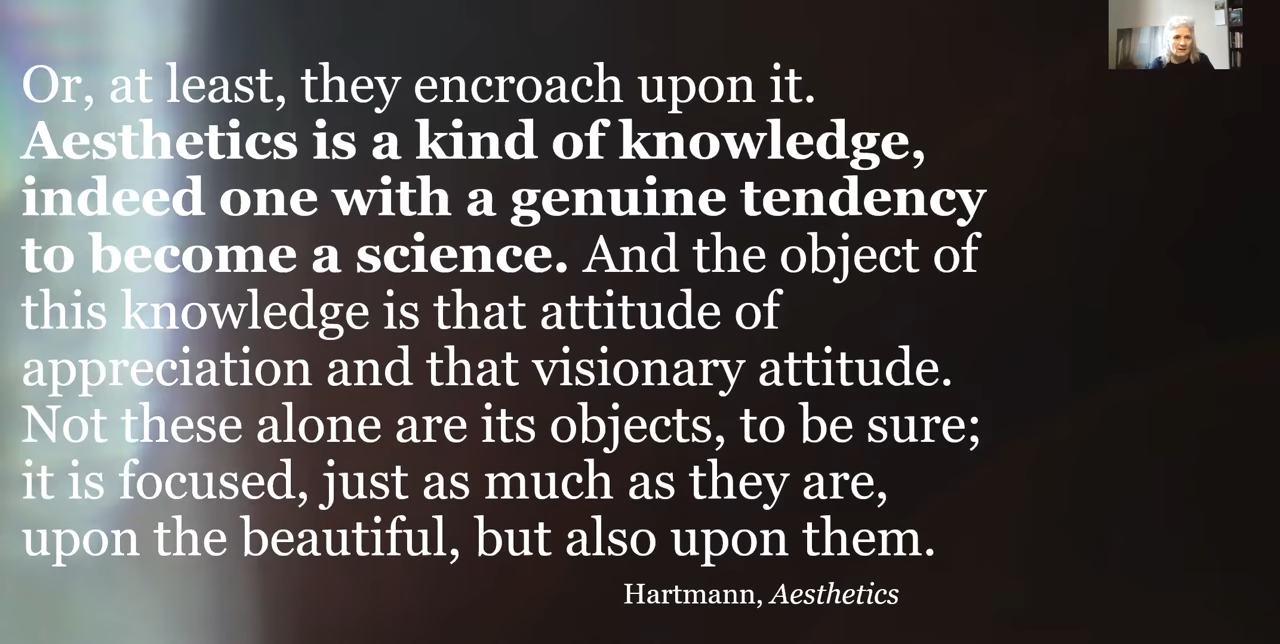 Or, at least, they encroach upon it.
Aesthetics is a kind of knowledge,
indeed one with a genuine tendency
to become a science. And the object of
this knowledge is that attitude of
appreciation and that visionary attitude.
Not these alone are its objects, to be sure;
it is focused, just as much as they are,
upon the beautiful, but also upon them.
Hartmann, Aesthetics